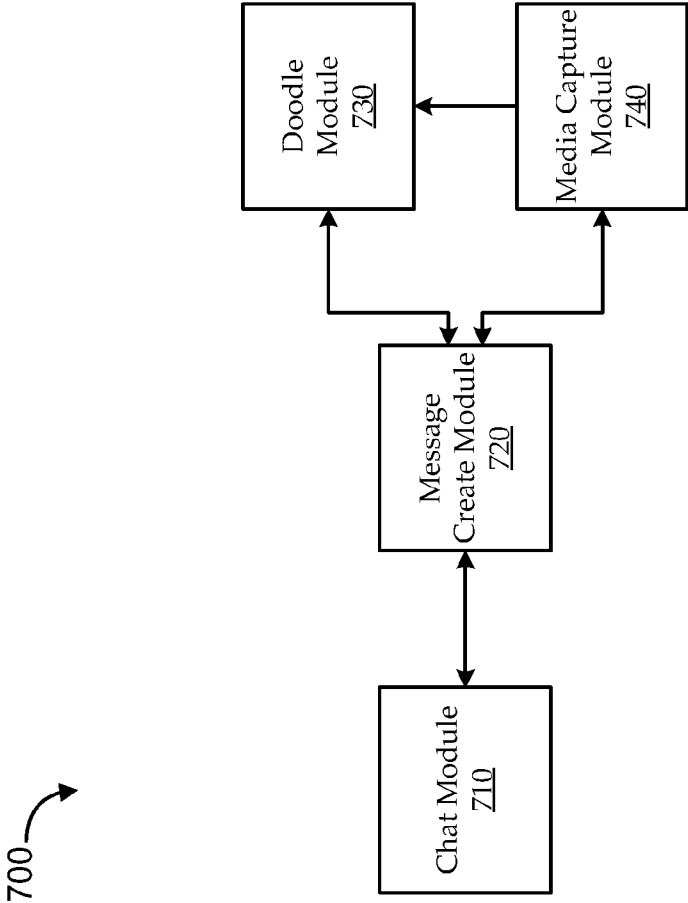 700
Chat Module
710
Message
Create Module
720
Doodle
Module
730
Media Capture
Module
740